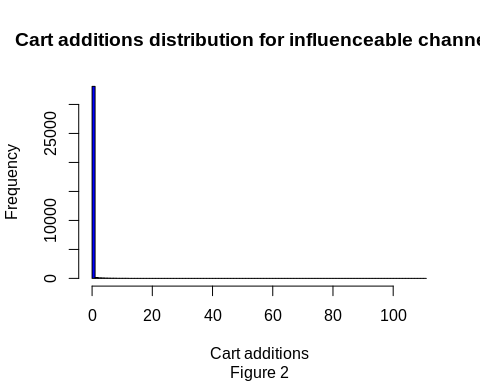 Cart additions distribution for influenceable channe
Frequency
25000
10000
0
0 20 40 60 80 100
Cart additions
Figure 2